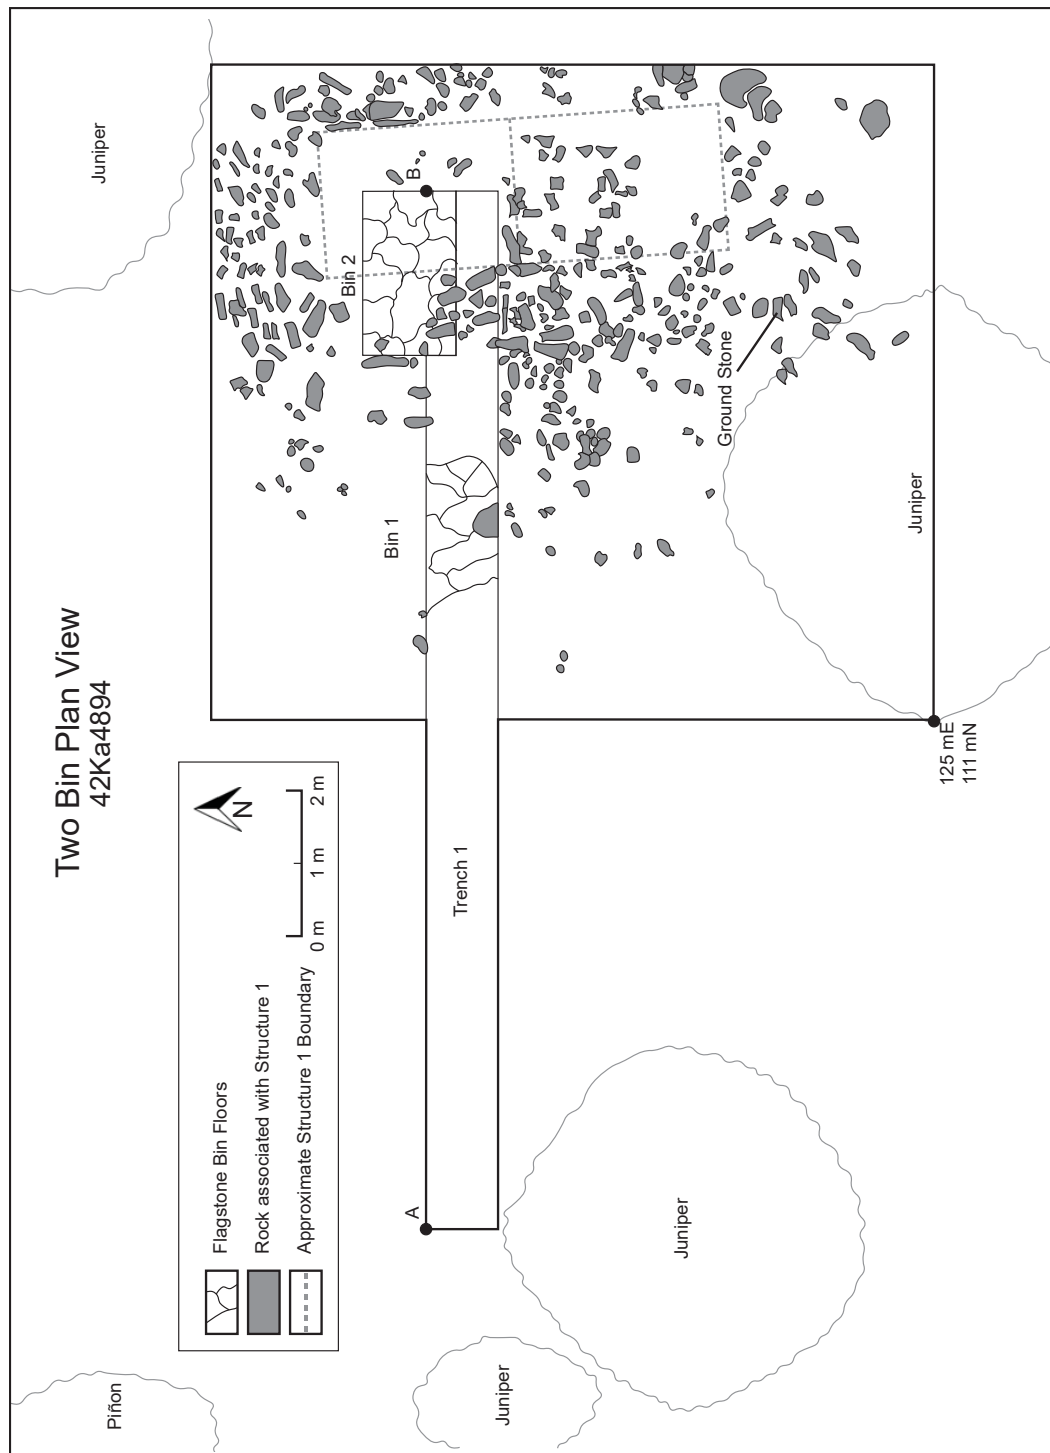 Two Bin Plan View
42Ka4894
Piñon
Juniper
Flagstone Bin Floors
Rock associated with Structure 1
Approximate Structure 1 Boundary
N
0 m
1 m
2 m
Bin 2
B
Bin 1
A
Trench 1
Juniper
Juniper
Ground Stone
Juniper
125 mE
111 mN